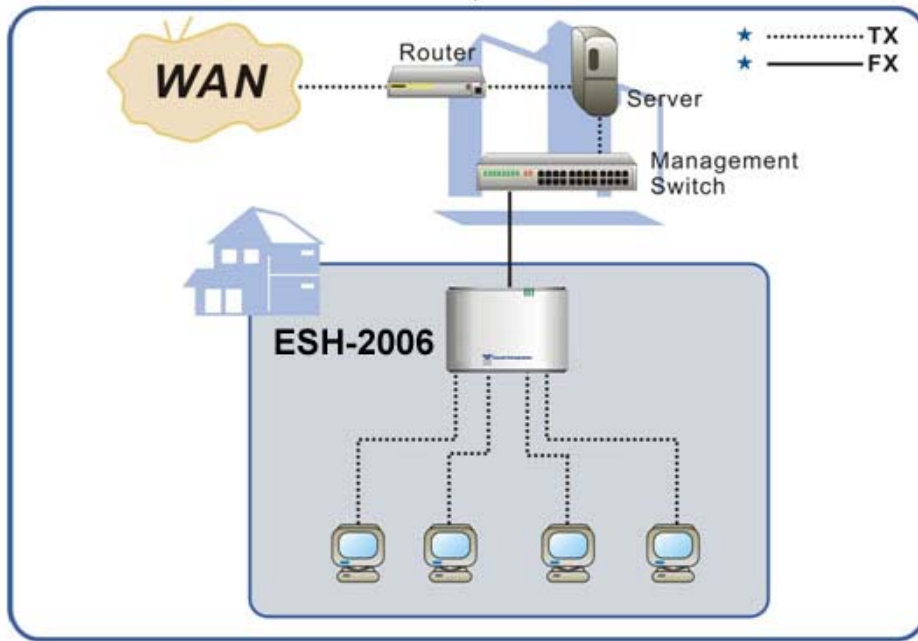 WAN
Router
Server
TX
FX
Management
Switch
ESH-2006